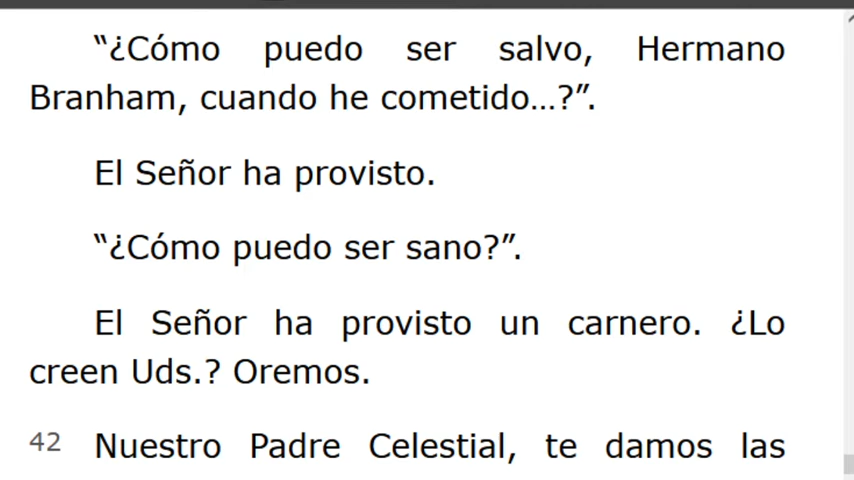 “¿Cómo puedo ser salvo, Hermano
Branham, cuando he cometido…?”.
El Señor ha provisto.
“¿Cómo puedo ser sano?”.
El Señor ha provisto un carnero. ¿Lo
creen Uds.? Oremos.
42 Nuestro Padre Celestial, te damos las